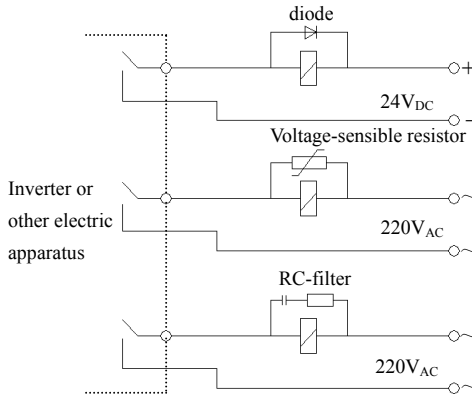 diode
+
24VDC
−
Voltage-sensible resistor
Inverter or
other electric
apparatus
~
220VAC
~
RC-filter
~
220VAC
~